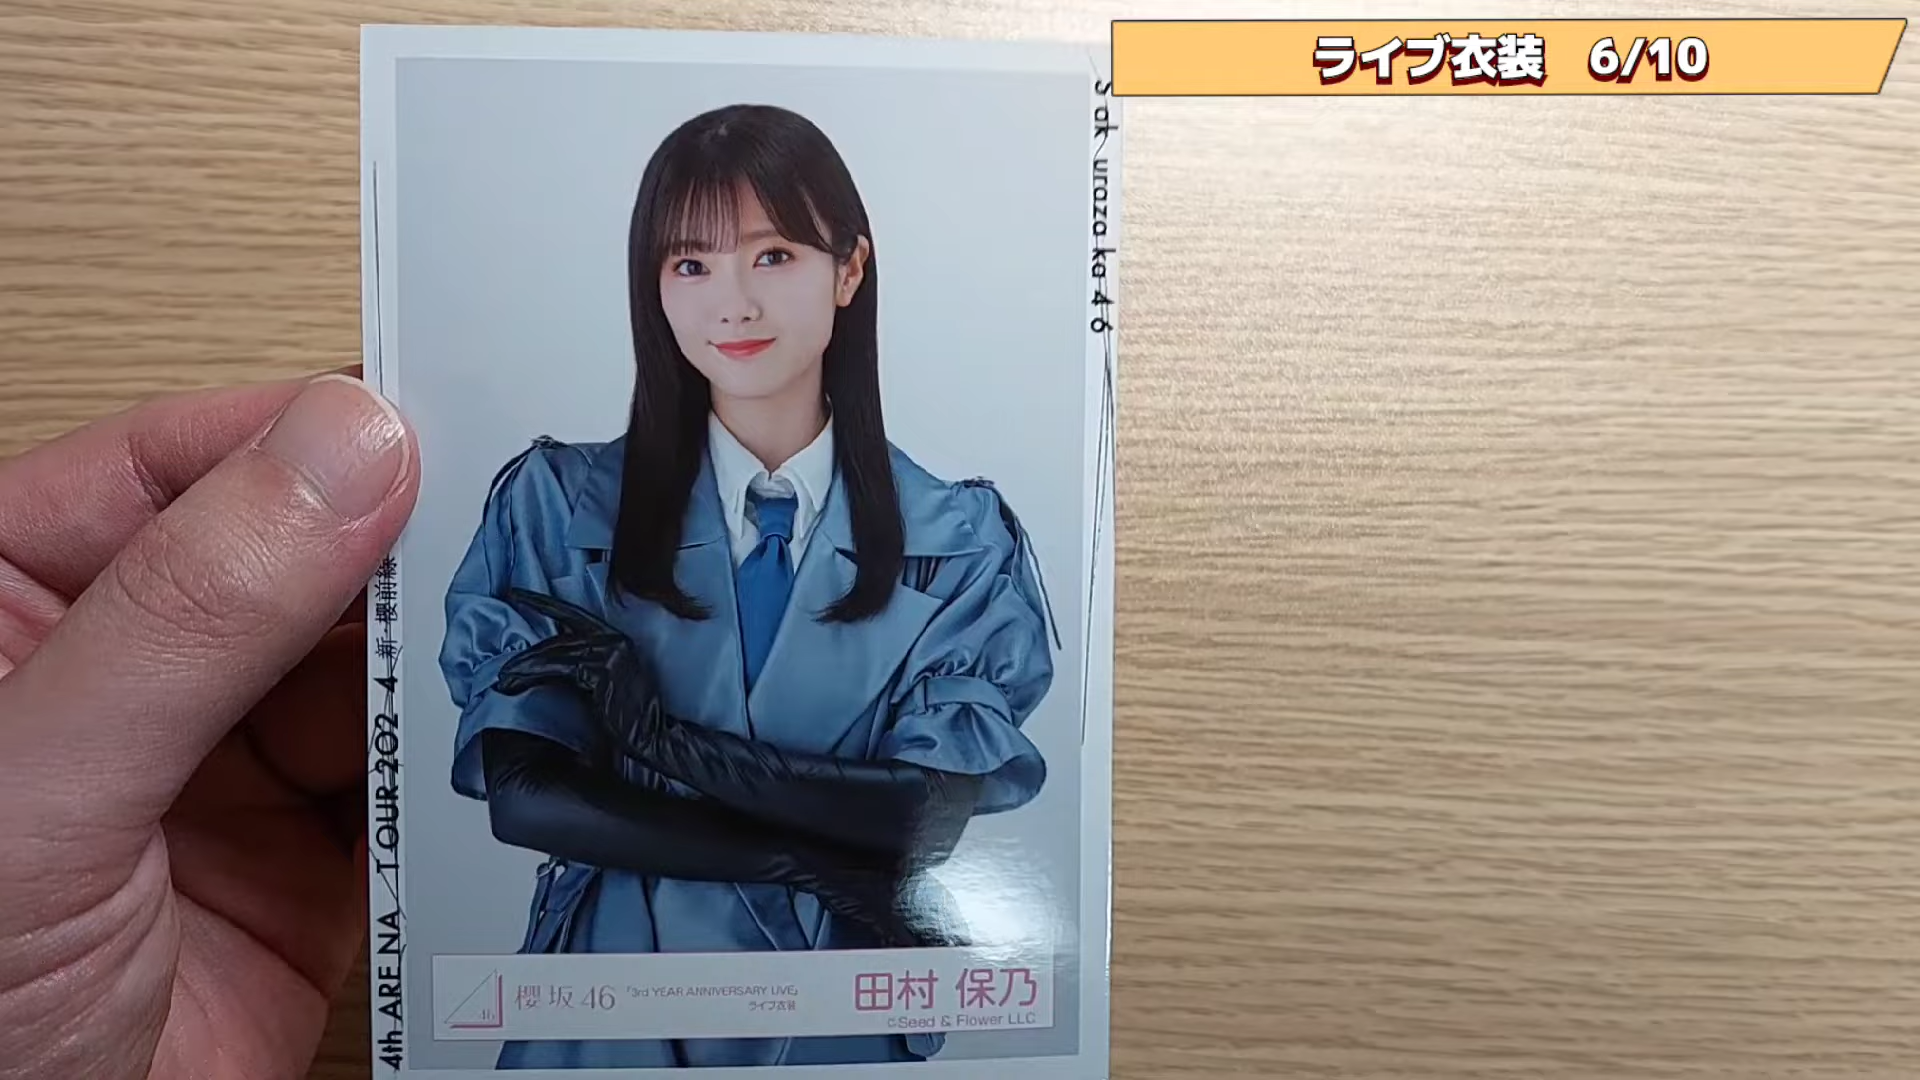 ライブ衣装 6/10
Sakurazaka46
4th ARENA TOUR 2024 新・櫻前線
46
櫻坂46
「3rd YEAR ANNIVERSARY LIVE」
ライブ衣装
田村 保乃
©Seed & Flower LLC